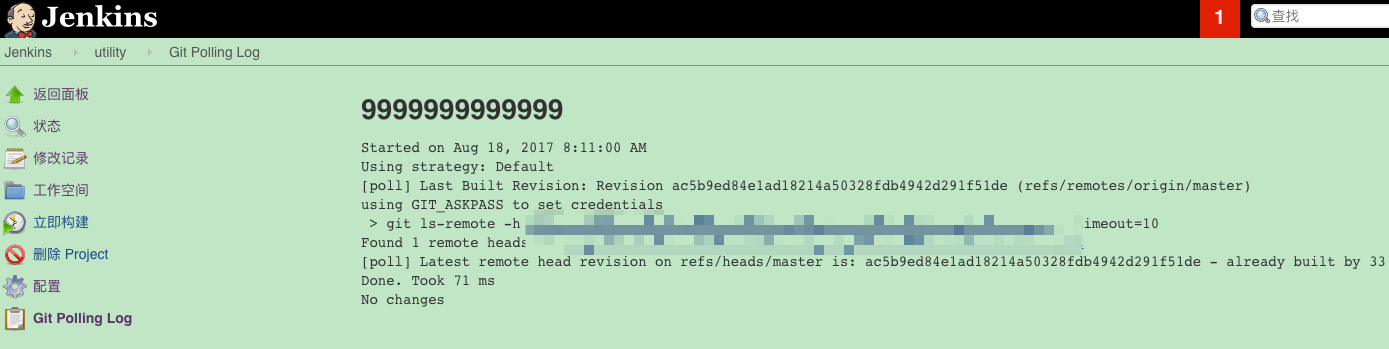 Jenkins
1
查找
Jenkins
utility
Git Polling Log
返回面板
状态
修改记录
工作空间
立即构建
删除 Project
配置
Git Polling Log
9999999999999
Started on Aug 18, 2017 8:11:00 AM
Using strategy: Default
[poll] Last Built Revision: Revision ac5b9ed84e1ad18214a50328fdb4942d291f51de (refs/remotes/origin/master)
using GIT_ASKPASS to set credentials
> git ls-remote -h imeout=10
Found 1 remote heads
[poll] Latest remote head revision on refs/heads/master is: ac5b9ed84e1ad18214a50328fdb4942d291f51de - already built by 33
Done. Took 71 ms
No changes